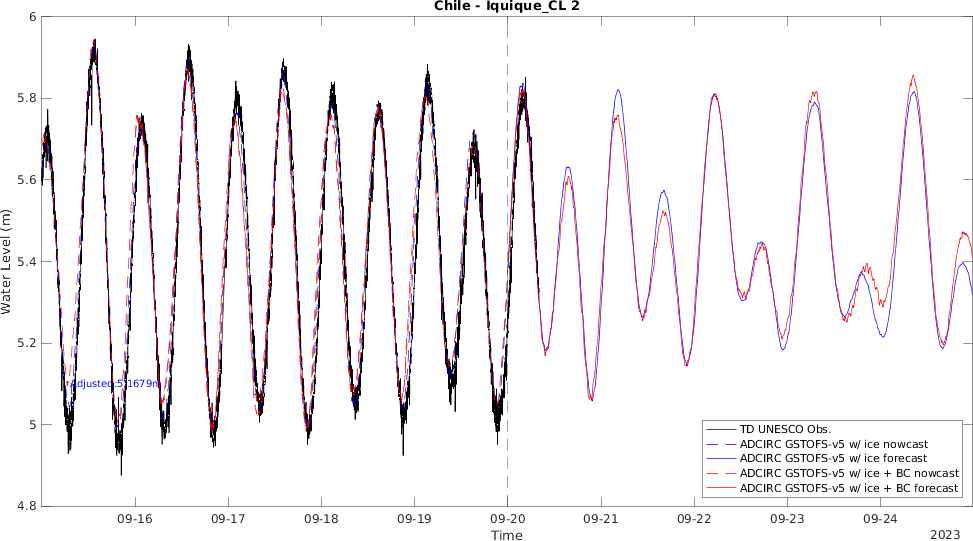 Chile - Iquique_CL 2
6
5.8
5.6
5.4
5.2
5
4.8
Water Level (m)
Adjusted:5.1679m
TD UNESCO Obs.
ADCIRC GSTOFS-v5 w/ ice nowcast
ADCIRC GSTOFS-v5 w/ ice forecast
ADCIRC GSTOFS-v5 w/ ice + BC nowcast
ADCIRC GSTOFS-v5 w/ ice + BC forecast
09-16 09-17 09-18 09-19 09-20 09-21 09-22 09-23 09-24
Time
2023